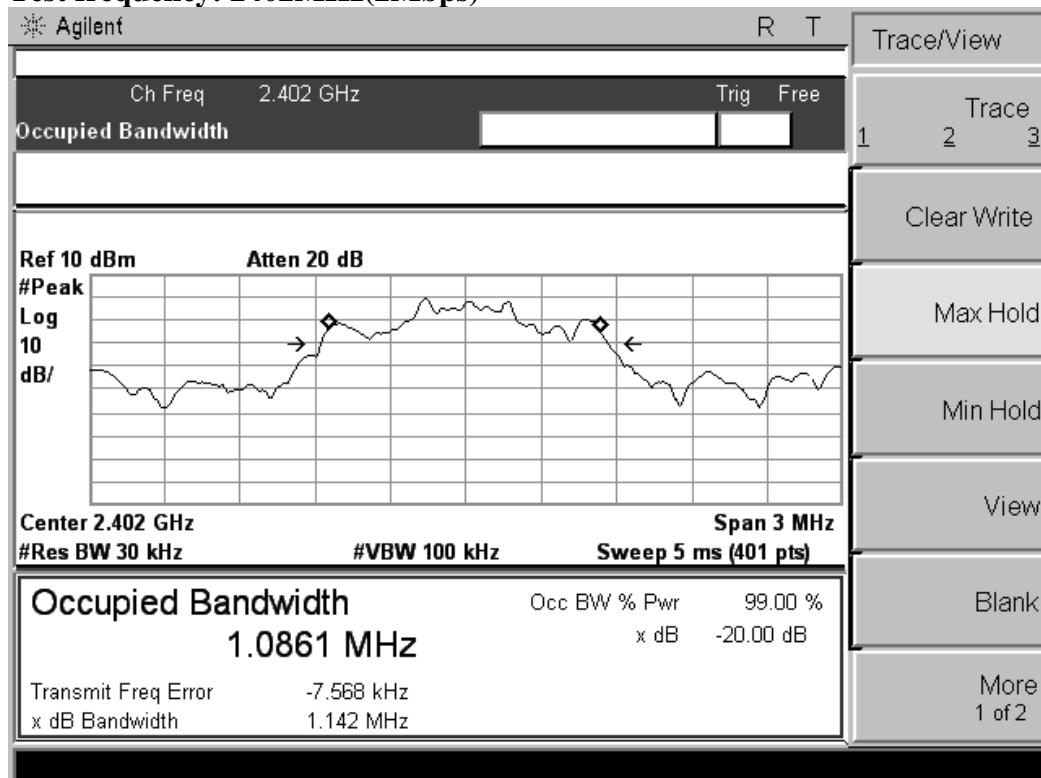 Test frequency: 2402MHz(2Mbps)
Agilent R T
Trace/View
Ch Freq 2.402 GHz Trig Free
Occupied Bandwidth
Trace
1 2 3
Clear Write
Ref 10 dBm Atten 20 dB
#Peak
Log
10
dB/
Max Hold
Min Hold
View
Center 2.402 GHz Span 3 MHz
#Res BW 30 kHz #VBW 100 kHz Sweep 5 ms (401 pts)
Occupied Bandwidth Occ BW % Pwr 99.00 %
1.0861 MHz x dB -20.00 dB
Blank
Transmit Freq Error -7.568 kHz
x dB Bandwidth 1.142 MHz
More
1 of 2